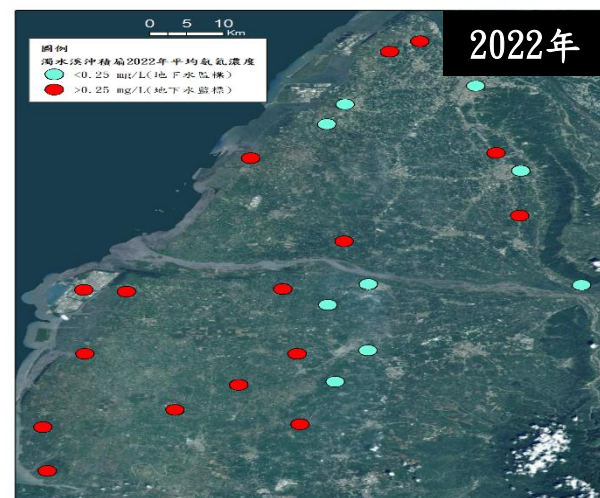 0 5 10
Km
2022年
圖例
濁水溪沖積扇2022年平均氨氮濃度
<0.25 mg/L(地下水監標)
>0.25 mg/L(地下水監標)